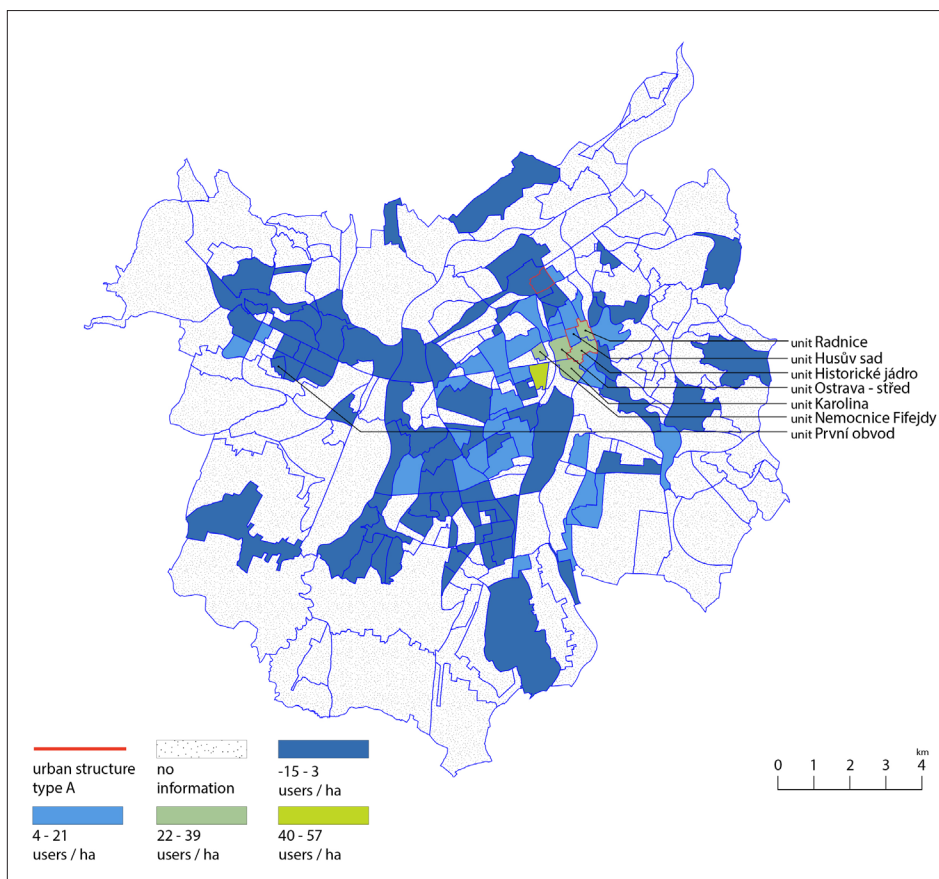 unit Radnice
unit Husův sad
unit Historické jádro
unit Ostrava - střed
unit Karolina
unit Nemocnice Fifejdy
unit První obvod
urban structure
type A
no
information
-15 - 3
users / ha
4 - 21
users / ha
22 - 39
users / ha
40 - 57
users / ha
km
0 1 2 3 4